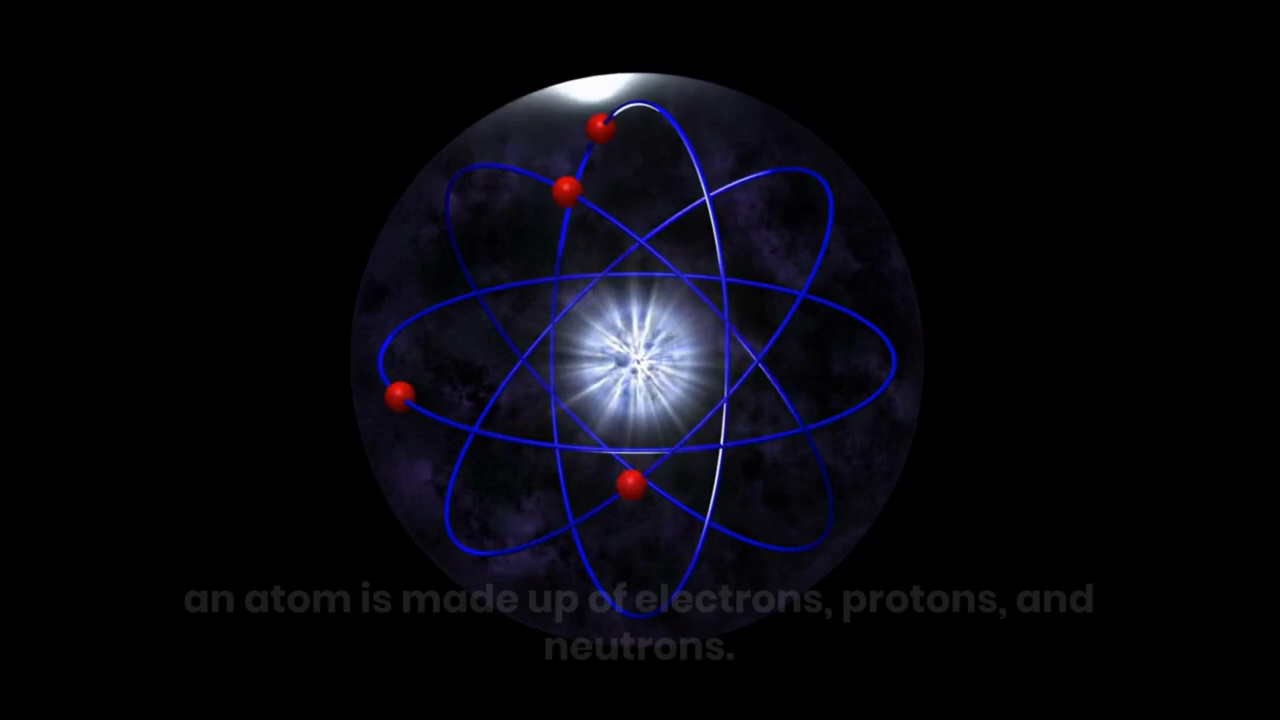 an atom is made up of electrons, protons, and
neutrons.